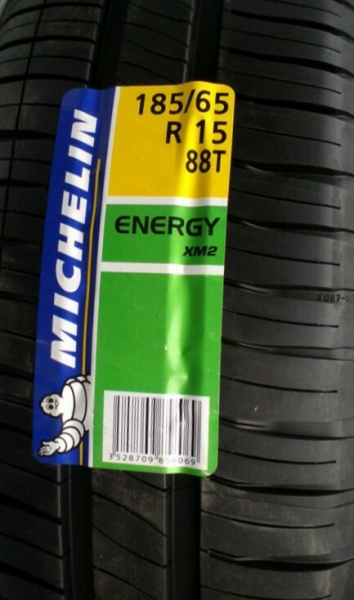 MICHELIN
185/65
R 15
88T
ENERGY
XM2